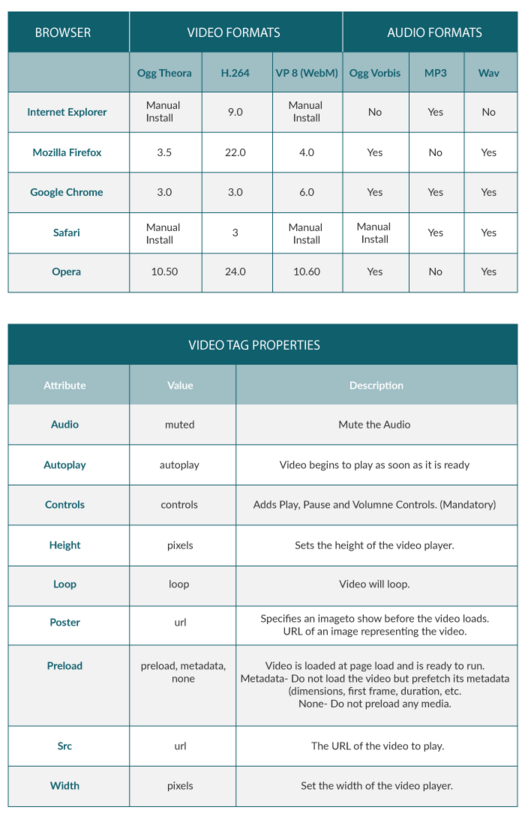 BROWSER VIDEO FORMATS AUDIO FORMATS
Ogg Theora H.264 VP 8 (WebM) Ogg Vorbis MP3 Wav
Internet Explorer Manual Install 9.0 Manual Install No Yes No
Mozilla Firefox 3.5 22.0 4.0 Yes No Yes
Google Chrome 3.0 3.0 6.0 Yes Yes Yes
Safari Manual Install 3 Manual Install Manual Install Yes Yes
Opera 10.50 24.0 10.60 Yes No Yes
VIDEO TAG PROPERTIES
Attribute Value Description
Audio muted Mute the Audio
Autoplay autoplay Video begins to play as soon as it is ready
Controls controls Adds Play, Pause and Volumne Controls. (Mandatory)
Height pixels Sets the height of the video player.
Loop loop Video will loop.
Poster url Specifies an imageto show before the video loads.
URL of an image representing the video.
Preload preload, metadata, none Video is loaded at page load and is ready to run.
Metadata- Do not load the video but prefetch its metadata
(dimensions, first frame, duration, etc.
None- Do not preload any media.
Src url The URL of the video to play.
Width pixels Set the width of the video player.